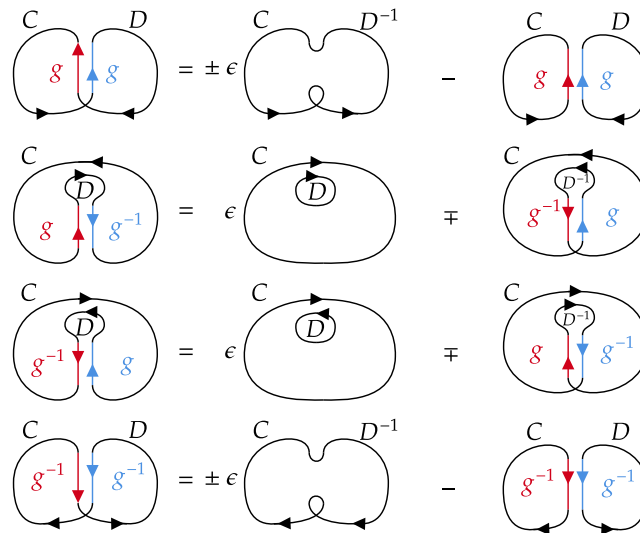 C D C D⁻¹ C D
g g = ± ϵ − g g
C C C
D D D⁻¹
g g⁻¹ = ϵ ∓ g⁻¹ g
C C C
D D D⁻¹
g⁻¹ g = ϵ ∓ g g⁻¹
C D C D⁻¹ C D
g⁻¹ g⁻¹ = ± ϵ − g⁻¹ g⁻¹